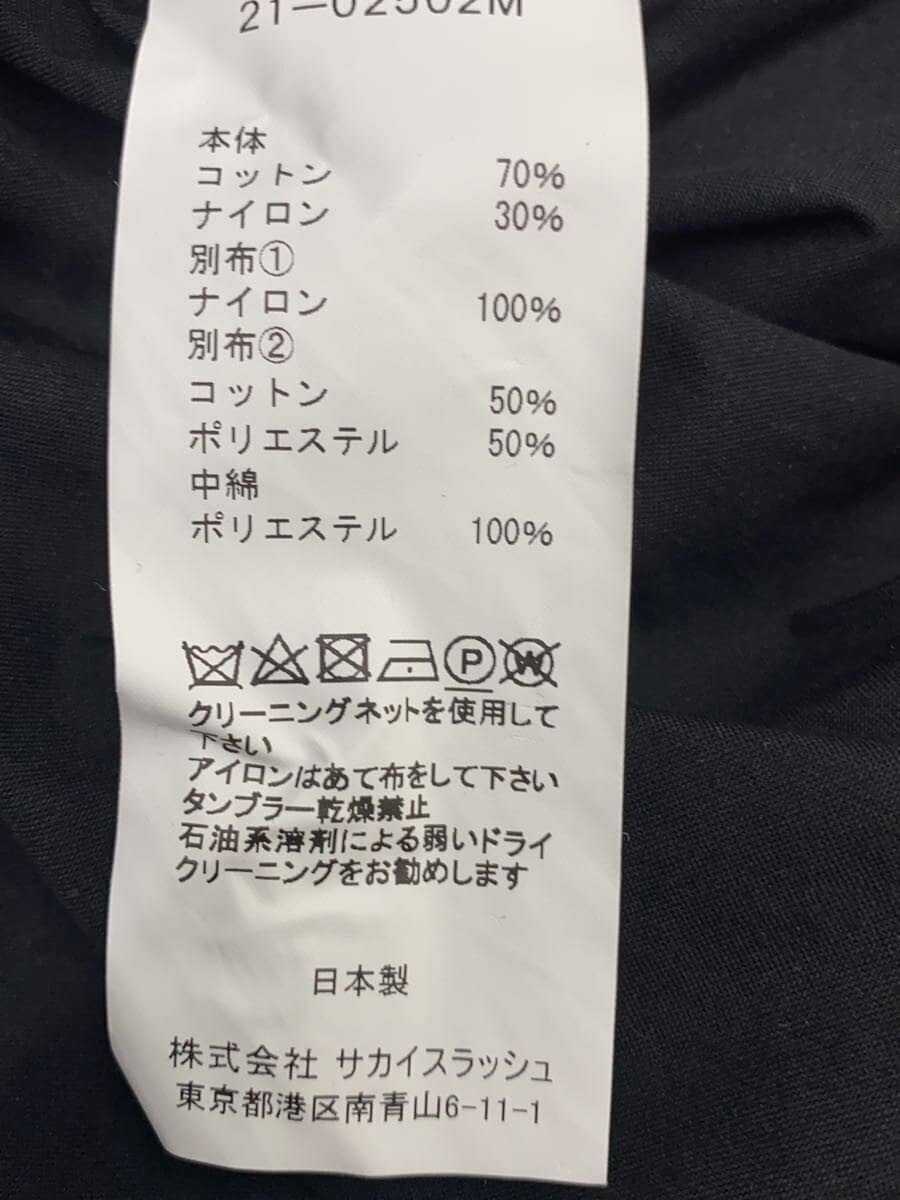 21-02502M
本体
コットン 70%
ナイロン 30%
別布①
ナイロン 100%
別布②
コットン 50%
ポリエステル 50%
中綿
ポリエステル 100%
P W
クリーニングネットを使用して
下さい
アイロンはあて布をして下さい
タンブラー乾燥禁止
石油系溶剤による弱いドライ
クリーニングをお勧めします
日本製
株式会社 サカイスラッシュ
東京都港区南青山6-11-1